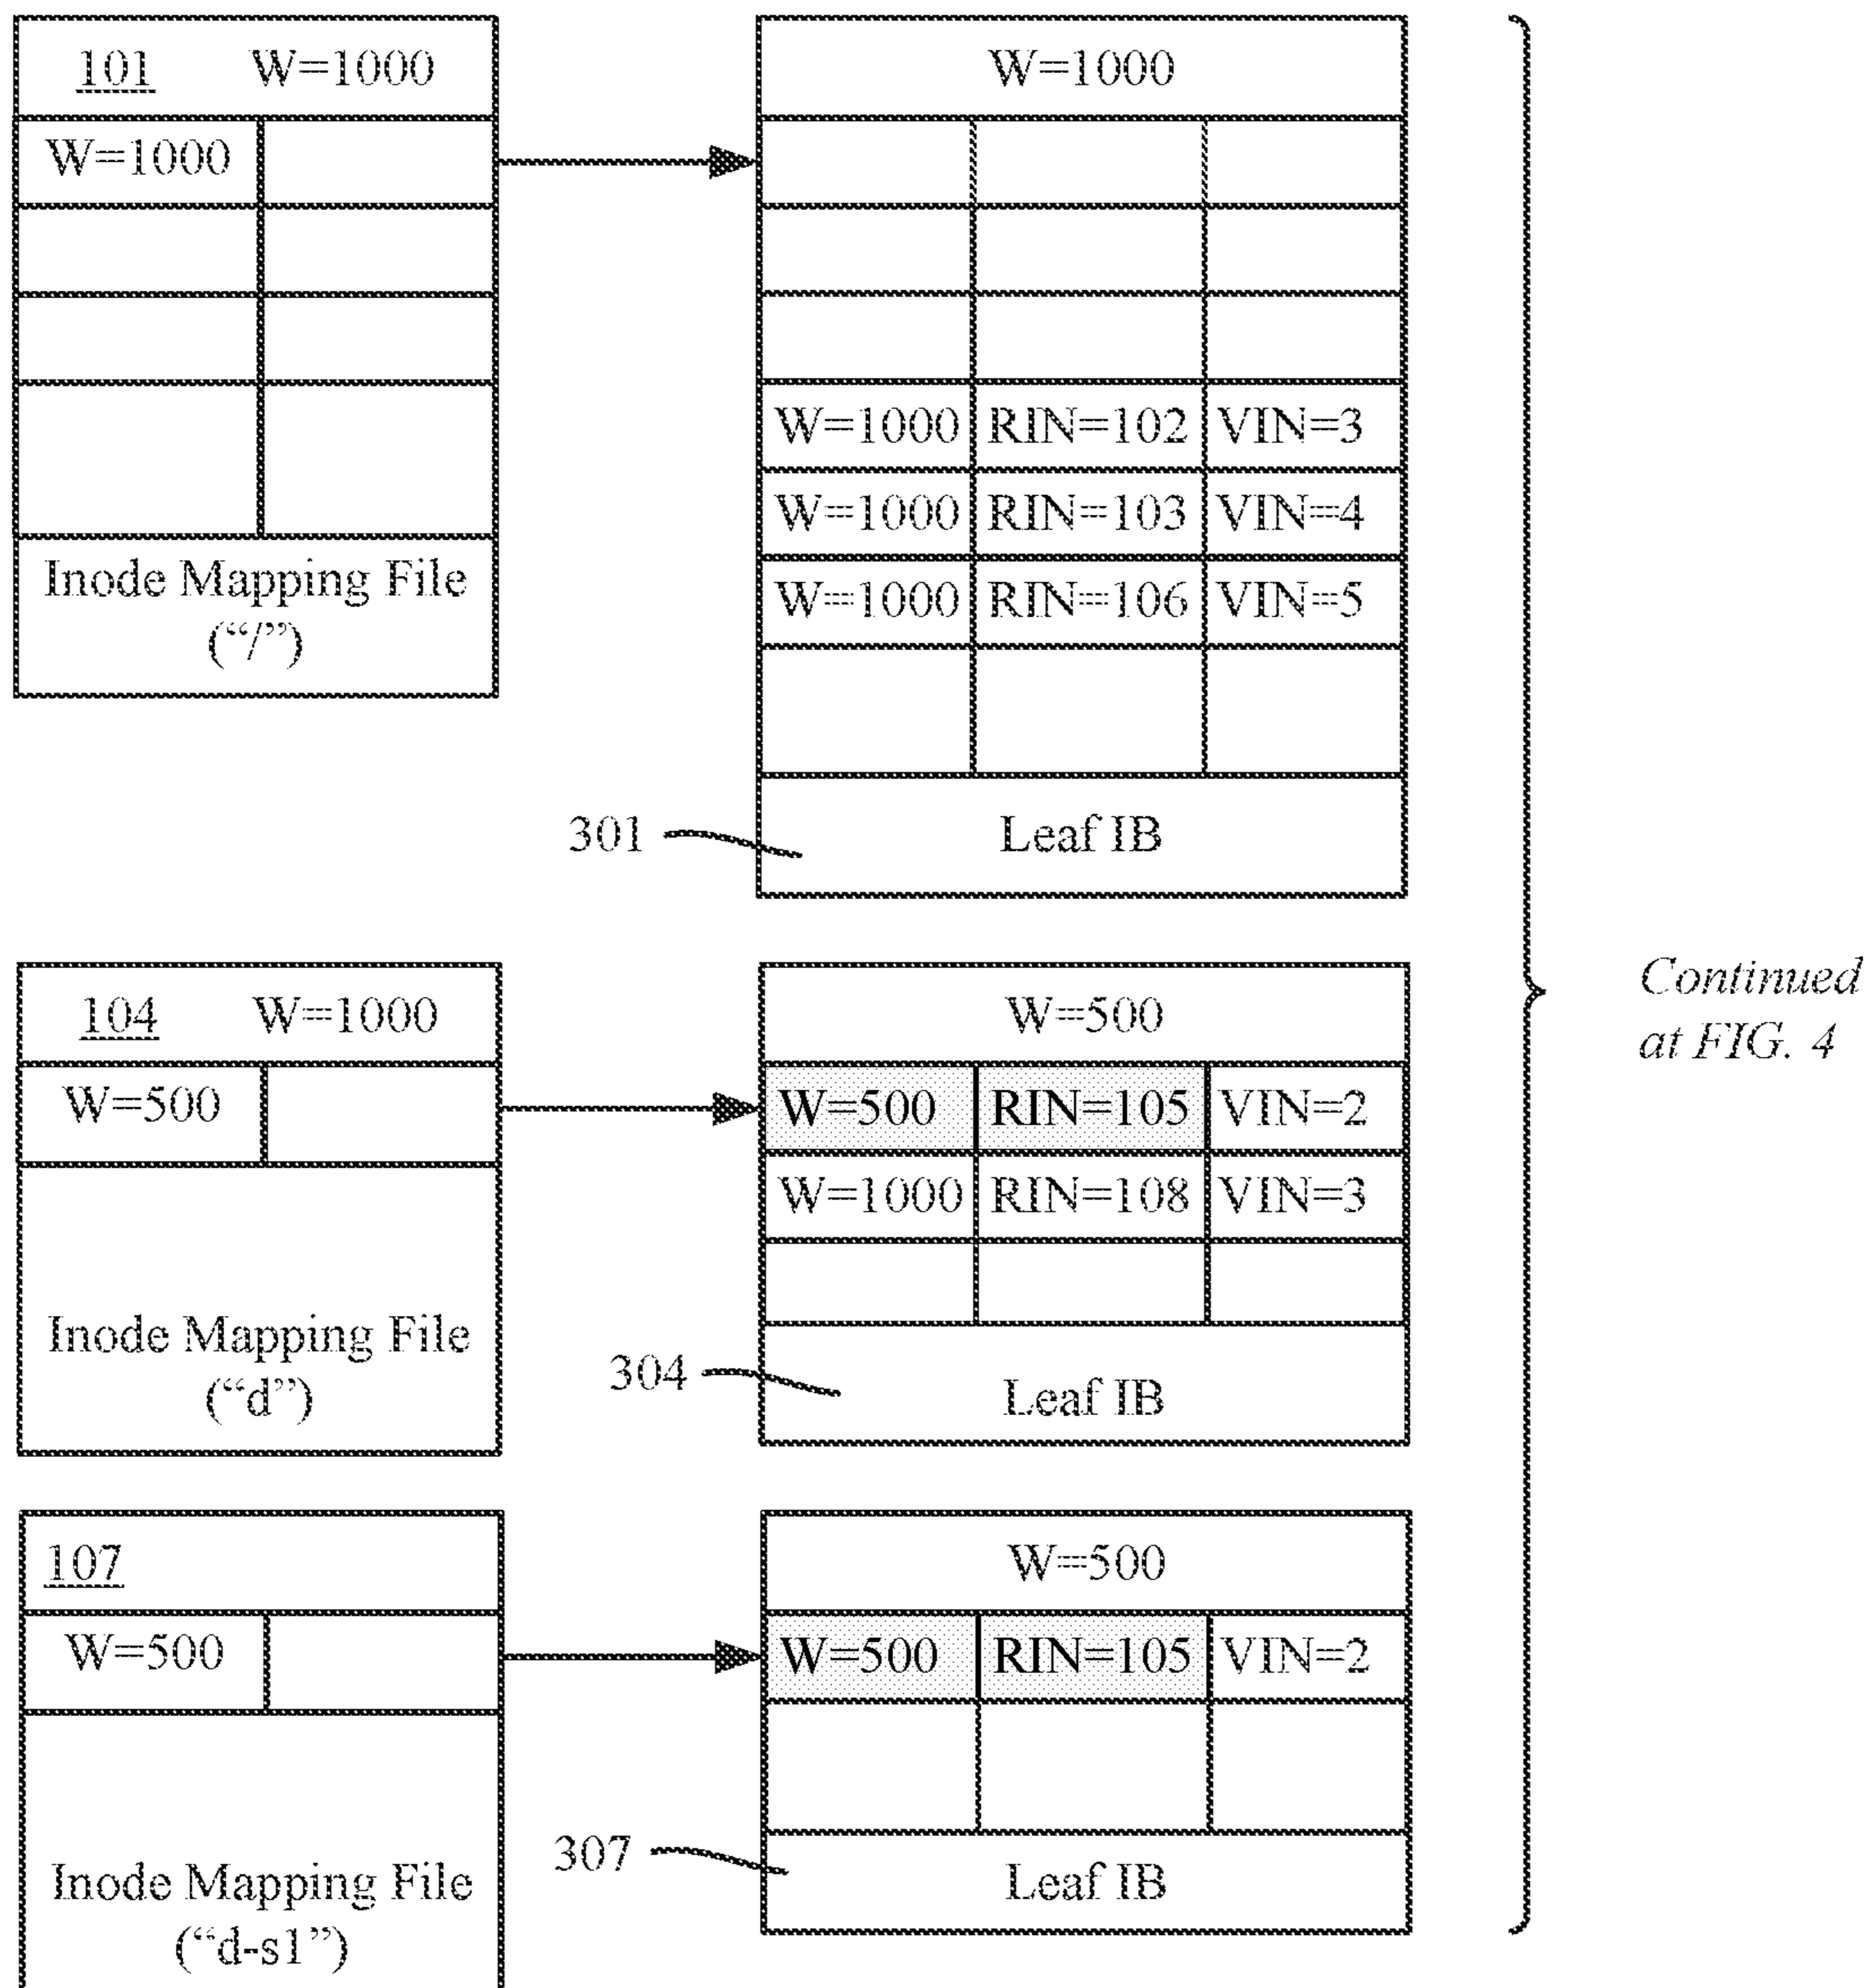 101 W=1000
W=1000
Inode Mapping File
(“/”)
W=1000
W=1000 RIN=102 VIN=3
W=1000 RIN=103 VIN=4
W=1000 RIN=106 VIN=5
301
Leaf IB
104 W=1000
W=500
Inode Mapping File
(“d”)
W=500
W=500 RIN=105 VIN=2
W=1000 RIN=108 VIN=3
304
Leaf IB
107
W=500
Inode Mapping File
(“d-s1”)
W=500
W=500 RIN=105 VIN=2
307
Leaf IB
Continued
at FIG. 4